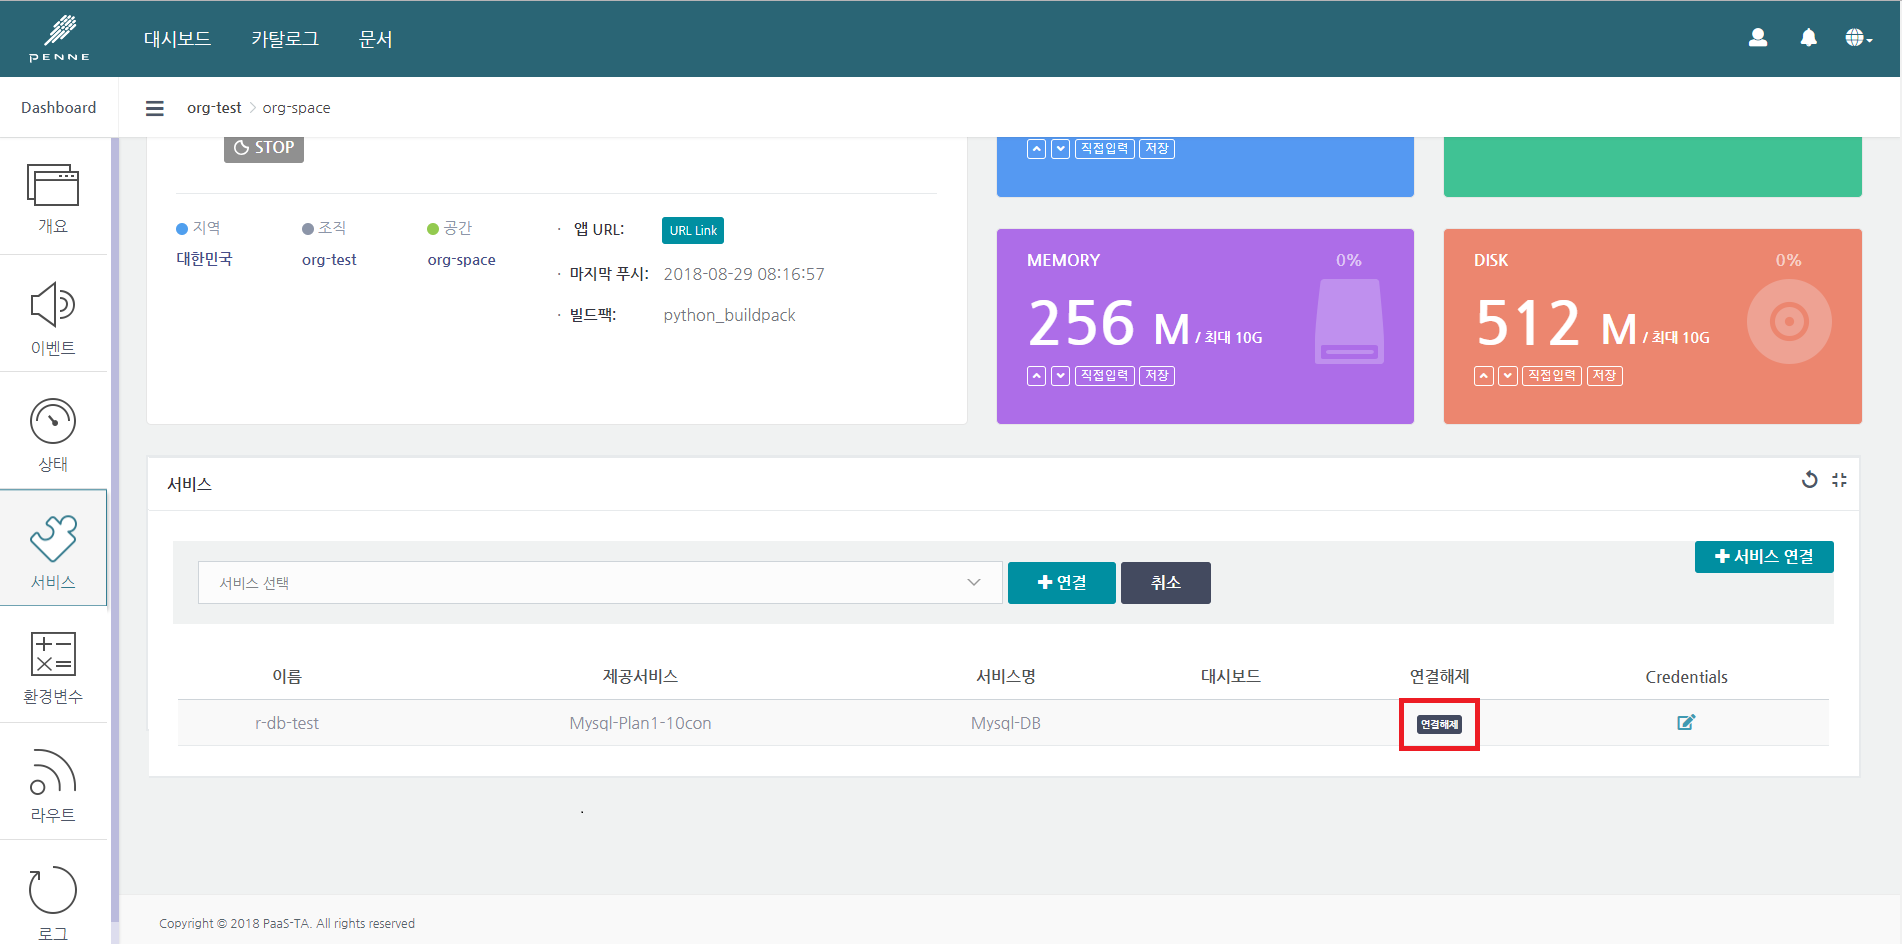 PENNE
대시보드 카탈로그 문서
Dashboard
org-test > org-space
STOP
직접입력 저장
개요
이벤트
상태
서비스
환경변수
라우트
로그
지역 조직 공간
대한민국 org-test org-space
· 앱 URL: URL Link
· 마지막 푸시: 2018-08-29 08:16:57
· 빌드팩: python_buildpack
MEMORY 0%
256 M / 최대 10G
직접입력 저장
DISK 0%
512 M / 최대 10G
직접입력 저장
서비스
서비스 연결
서비스 선택 연결 취소
이름 제공서비스 서비스명 대시보드 연결해제 Credentials
r-db-test Mysql-Plan1-10con Mysql-DB 연결해제
.
Copyright © 2018 PaaS-TA. All rights reserved